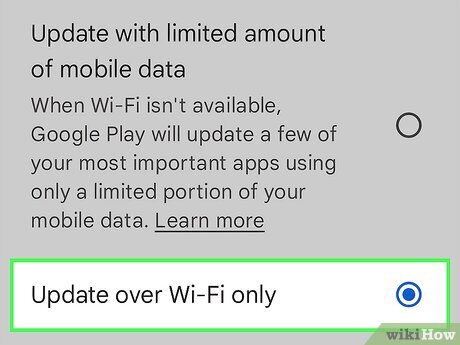 Update with limited amount
of mobile data
When Wi-Fi isn't available,
Google Play will update a few of
your most important apps using
only a limited portion of your
mobile data. Learn more
Update over Wi-Fi only
wikiHow